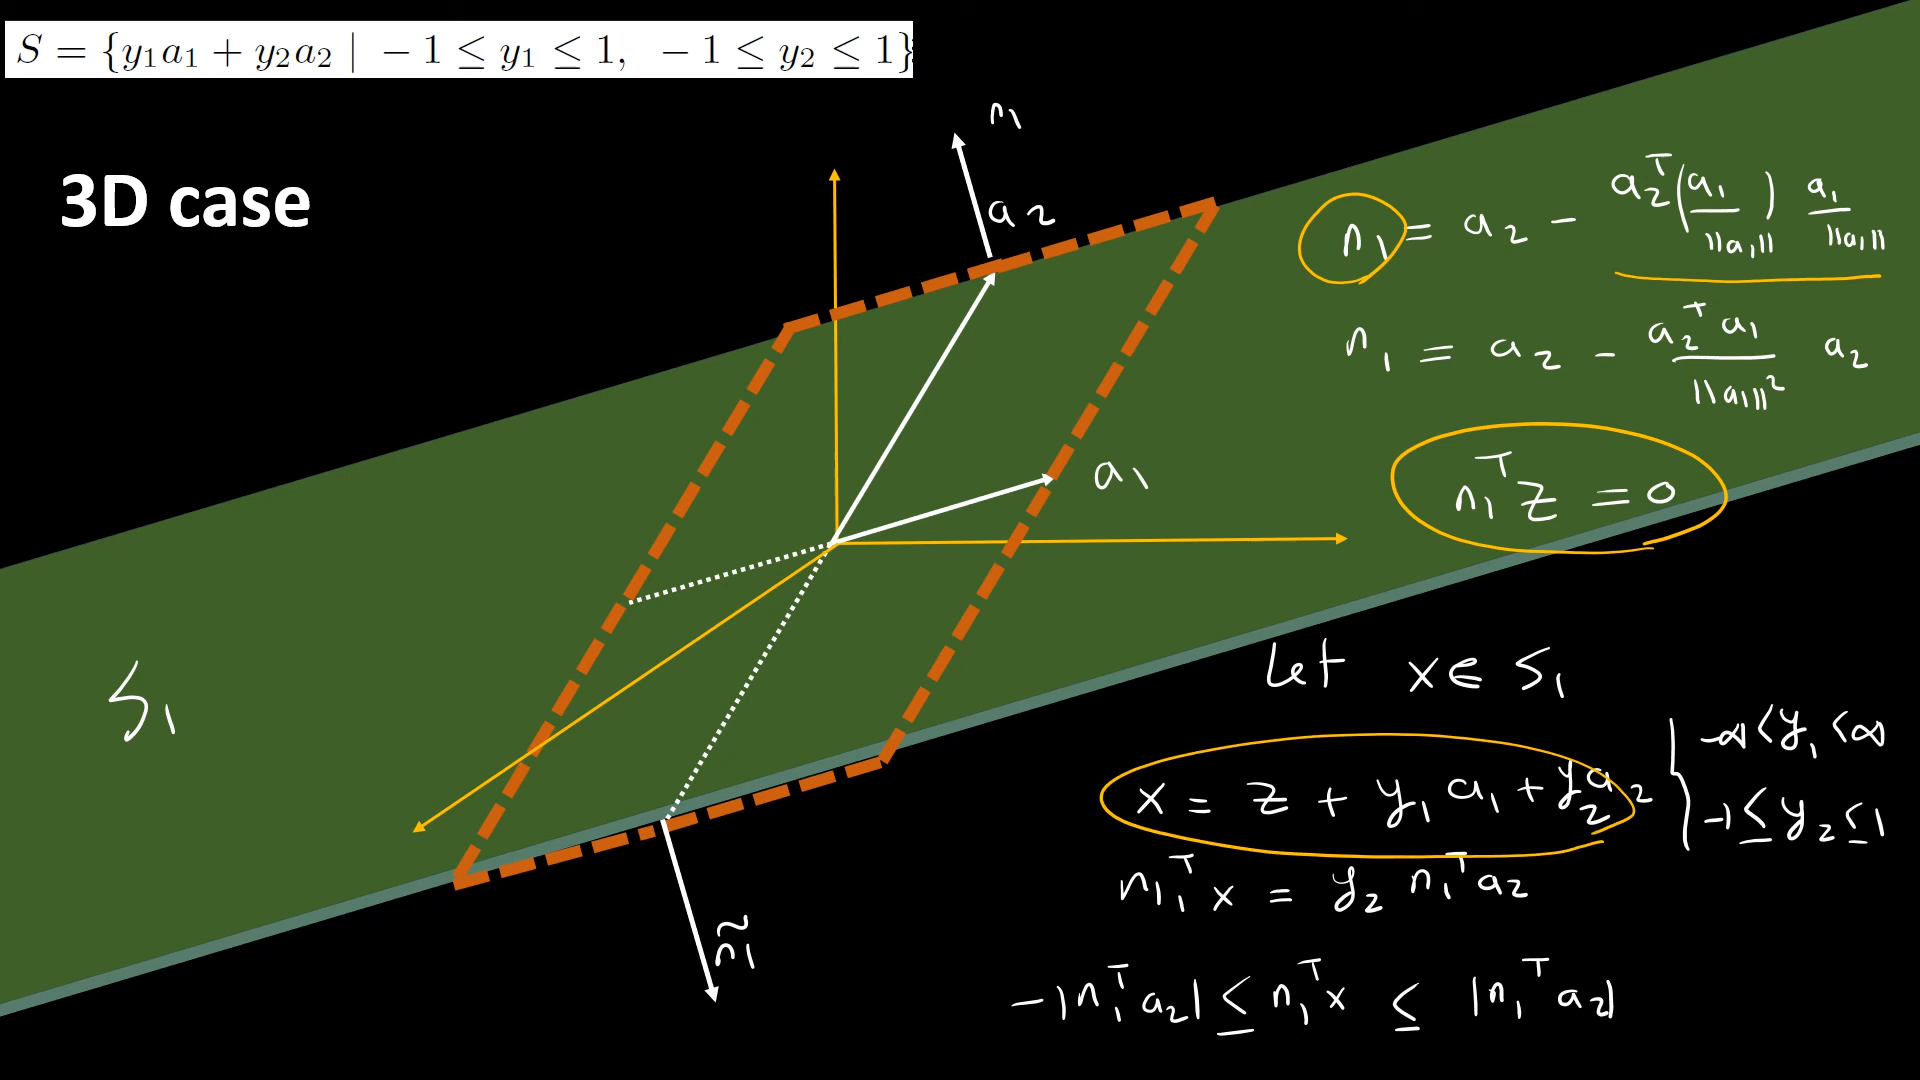 S = {y₁a₁ + y₂a₂ | −1 ≤ y₁ ≤ 1, −1 ≤ y₂ ≤ 1}
3D case
n₁
a₂
a₁
S₁
ñ₁
n₁ = a₂ − a₂ᵀ(a₁/||a₁||) a₁/||a₁||
n₁ = a₂ − (a₂ᵀa₁/||a₁||²) a₂
n₁ᵀz = 0
Let x ∈ S₁
x = z + y₁a₁ + y₂a₂ { −∞ < y₁ < ∞
−1 ≤ y₂ ≤ 1
n₁ᵀx = y₂ n₁ᵀa₂
−|n₁ᵀa₂| ≤ n₁ᵀx ≤ |n₁ᵀa₂|